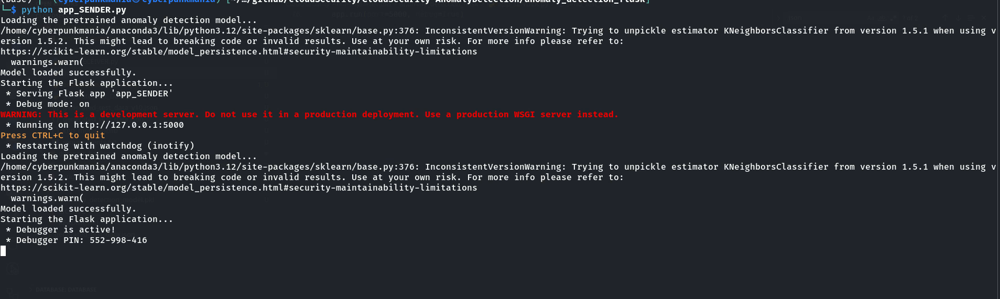 (base) (cyberpunkmania㉿cyberpunkmania) [~/…/github/CloudSecurity/CloudSecurity-AnomalyDetection/anomaly_detection_flask]
└─$ python app_SENDER.py
Loading the pretrained anomaly detection model...
/home/cyberpunkmania/anaconda3/lib/python3.12/site-packages/sklearn/base.py:376: InconsistentVersionWarning: Trying to unpickle estimator KNeighborsClassifier from version 1.5.1 when using v
ersion 1.5.2. This might lead to breaking code or invalid results. Use at your own risk. For more info please refer to:
https://scikit-learn.org/stable/model_persistence.html#security-maintainability-limitations
  warnings.warn(
Model loaded successfully.
Starting the Flask application...
 * Serving Flask app 'app_SENDER'
 * Debug mode: on
WARNING: This is a development server. Do not use it in a production deployment. Use a production WSGI server instead.
 * Running on http://127.0.0.1:5000
Press CTRL+C to quit
 * Restarting with watchdog (inotify)
Loading the pretrained anomaly detection model...
/home/cyberpunkmania/anaconda3/lib/python3.12/site-packages/sklearn/base.py:376: InconsistentVersionWarning: Trying to unpickle estimator KNeighborsClassifier from version 1.5.1 when using v
ersion 1.5.2. This might lead to breaking code or invalid results. Use at your own risk. For more info please refer to:
https://scikit-learn.org/stable/model_persistence.html#security-maintainability-limitations
  warnings.warn(
Model loaded successfully.
Starting the Flask application...
 * Debugger is active!
 * Debugger PIN: 552-998-416
DATABASE: DATABASE